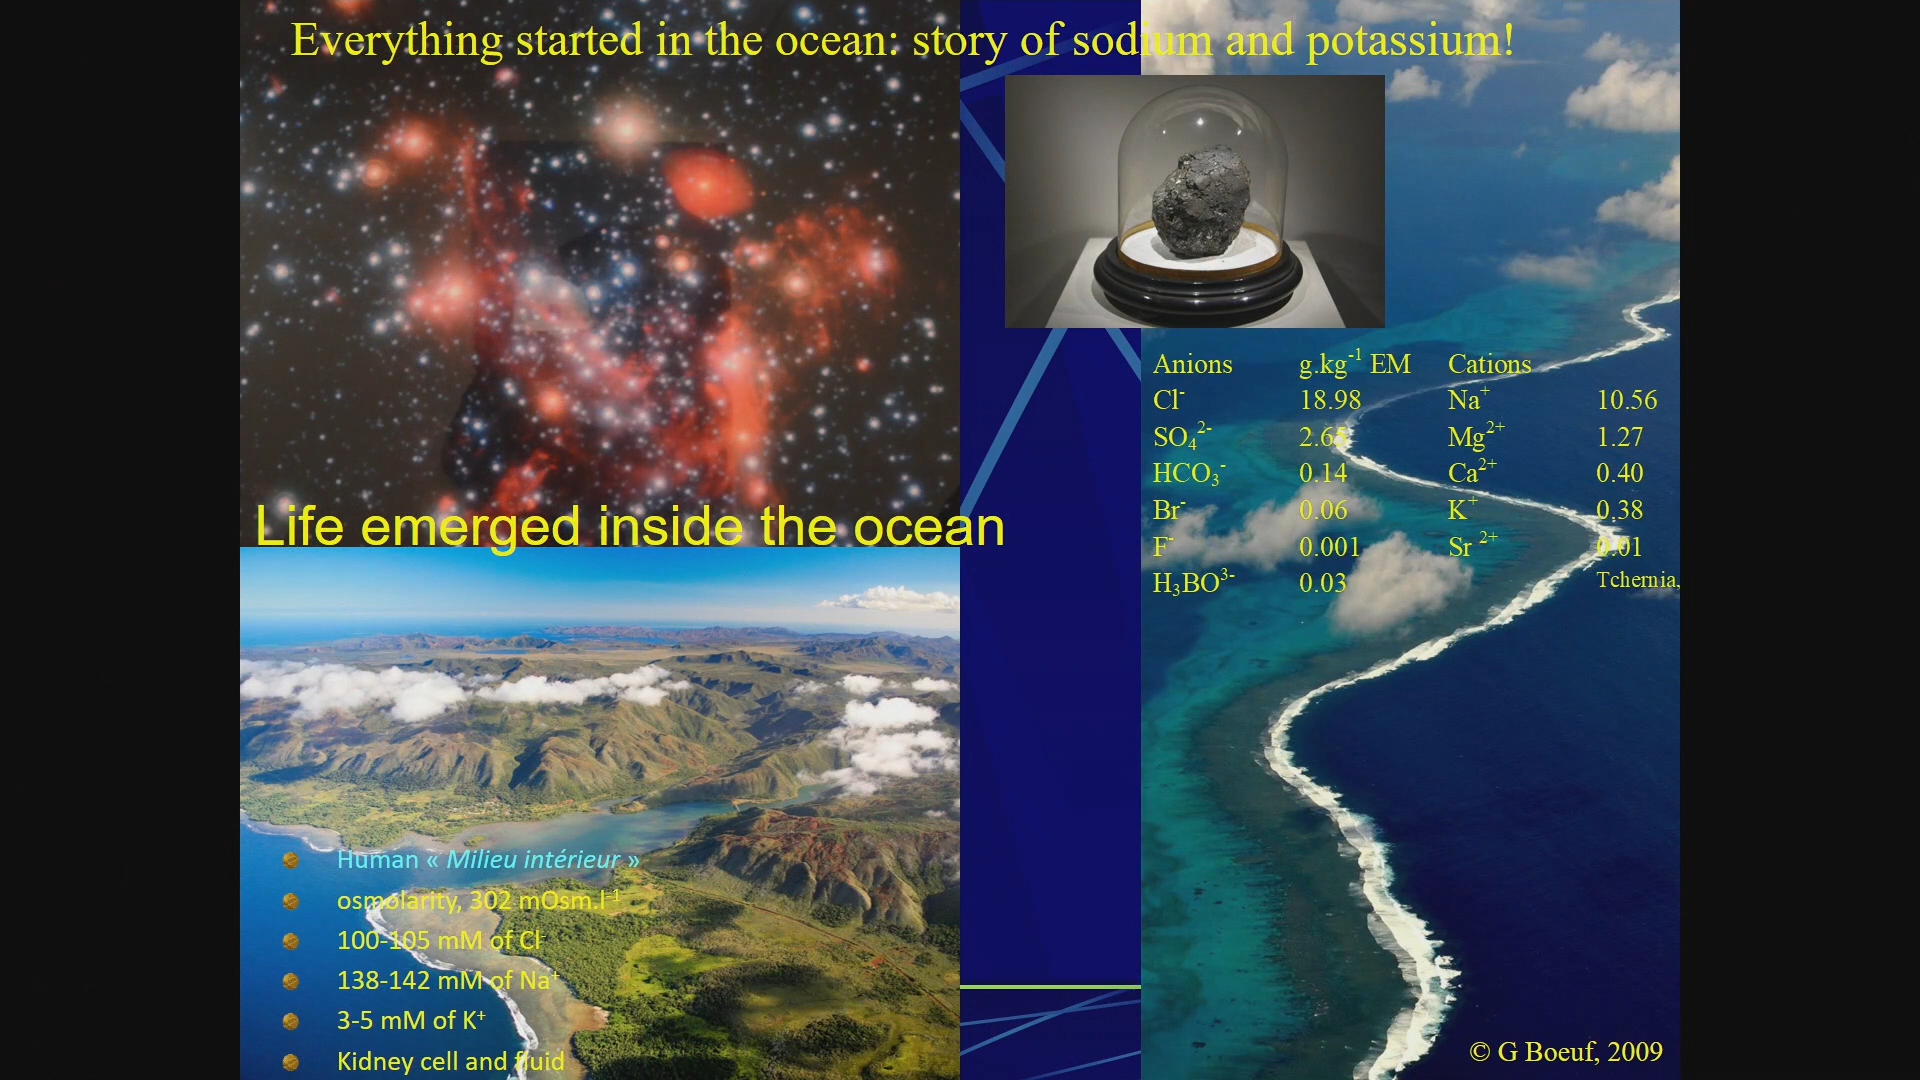 Everything started in the ocean: story of sodium and potassium!
Life emerged inside the ocean
Anions g.kg⁻¹ EM Cations
Cl⁻ 18.98 Na⁺ 10.56
SO₄²⁻ 2.65 Mg²⁺ 1.27
HCO₃⁻ 0.14 Ca²⁺ 0.40
Br⁻ 0.06 K⁺ 0.38
F⁻ 0.001 Sr ²⁺ 0.01
H₃BO³⁻ 0.03 Tchernia,
Human « Milieu intérieur »
osmolarity, 302 mOsm.l⁻¹
100-105 mM of Cl⁻
138-142 mM of Na⁺
3-5 mM of K⁺
Kidney cell and fluid
© G Boeuf, 2009